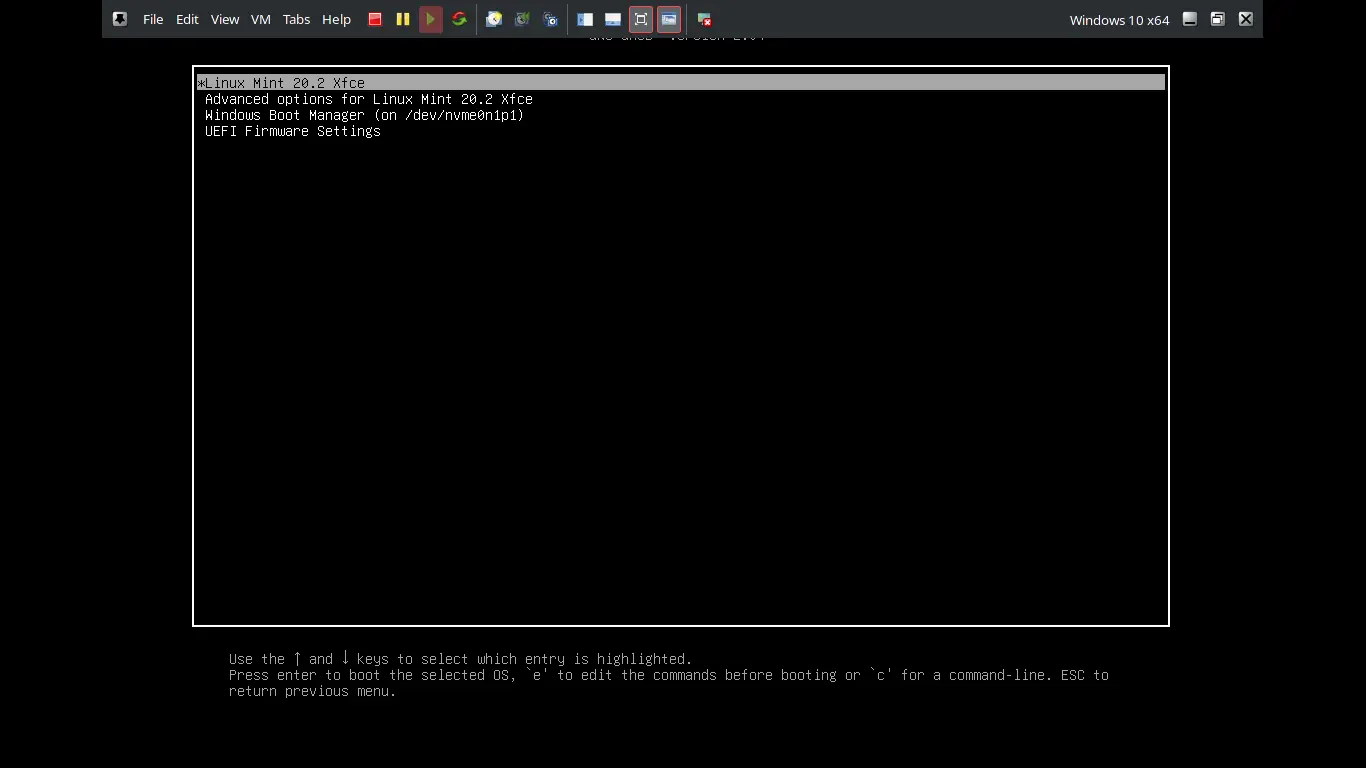 File Edit View VM Tabs Help Windows 10 x64
*Linux Mint 20.2 Xfce
Advanced options for Linux Mint 20.2 Xfce
Windows Boot Manager (on /dev/nvme0n1p1)
UEFI Firmware Settings
Use the ↑ and ↓ keys to select which entry is highlighted.
Press enter to boot the selected OS, `e' to edit the commands before booting or `c' for a command-line. ESC to
return previous menu.